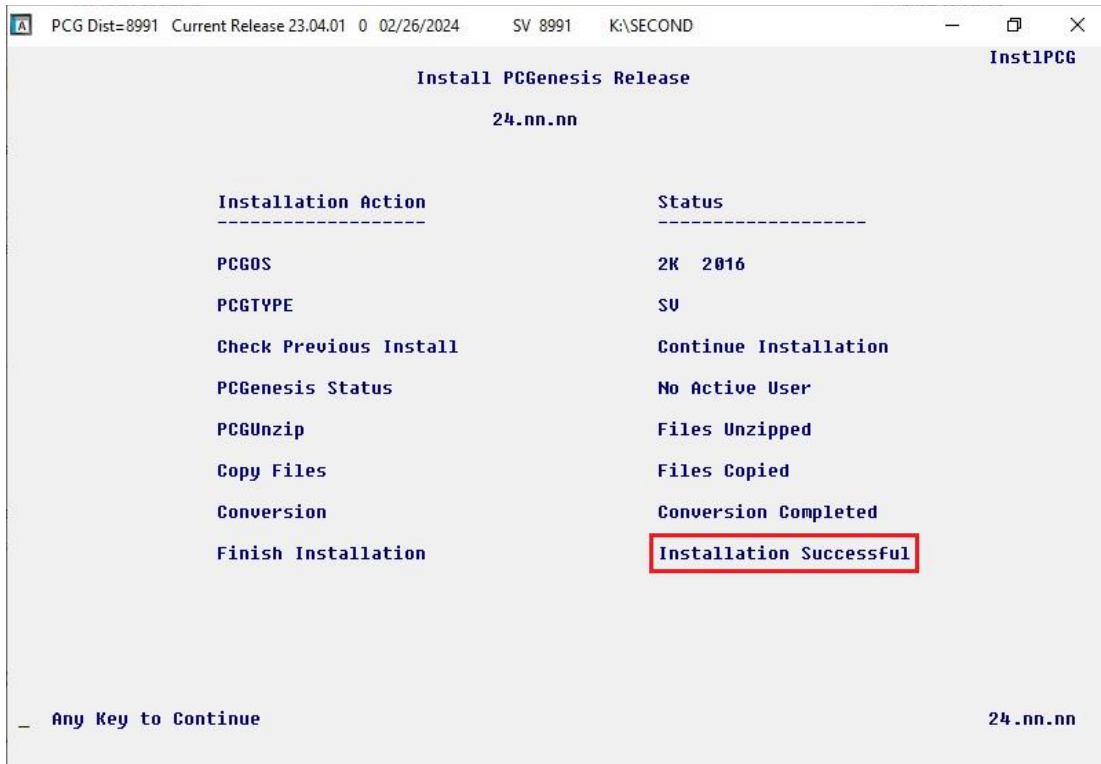 A PCG Dist=8991 Current Release 23.04.01 0 02/26/2024 SV 8991 K:\SECOND
InstlPCG
Install PCGenesis Release
24.nn.nn
Installation Action Status
------------------- -------------------
PCGOS 2K 2016
PCGTYPE SV
Check Previous Install Continue Installation
PCGenesis Status No Active User
PCGUnzip Files Unzipped
Copy Files Files Copied
Conversion Conversion Completed
Finish Installation Installation Successful
_ Any Key to Continue 24.nn.nn